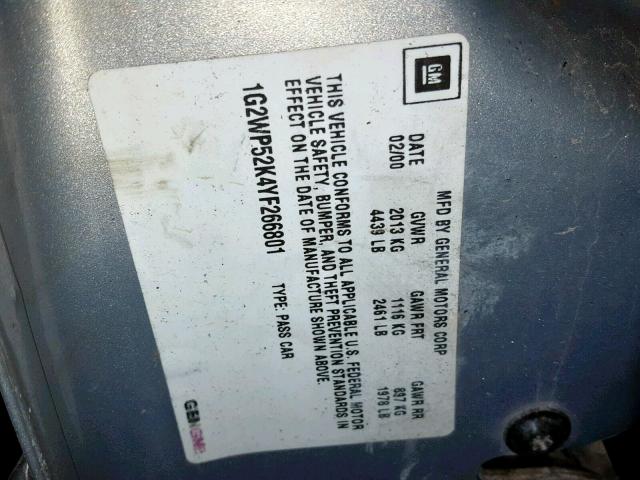 GM
MFD BY GENERAL MOTORS CORP
DATE GVWR GAWR FRT GAWR RR
02/00 2013 KG 1116 KG 897 KG
4439 LB 2461 LB 1978 LB
THIS VEHICLE CONFORMS TO ALL APPLICABLE U.S. FEDERAL MOTOR
VEHICLE SAFETY, BUMPER, AND THEFT PREVENTION STANDARDS IN
EFFECT ON THE DATE OF MANUFACTURE SHOWN ABOVE.
1G2WP52K4YF266801 TYPE: PASS CAR